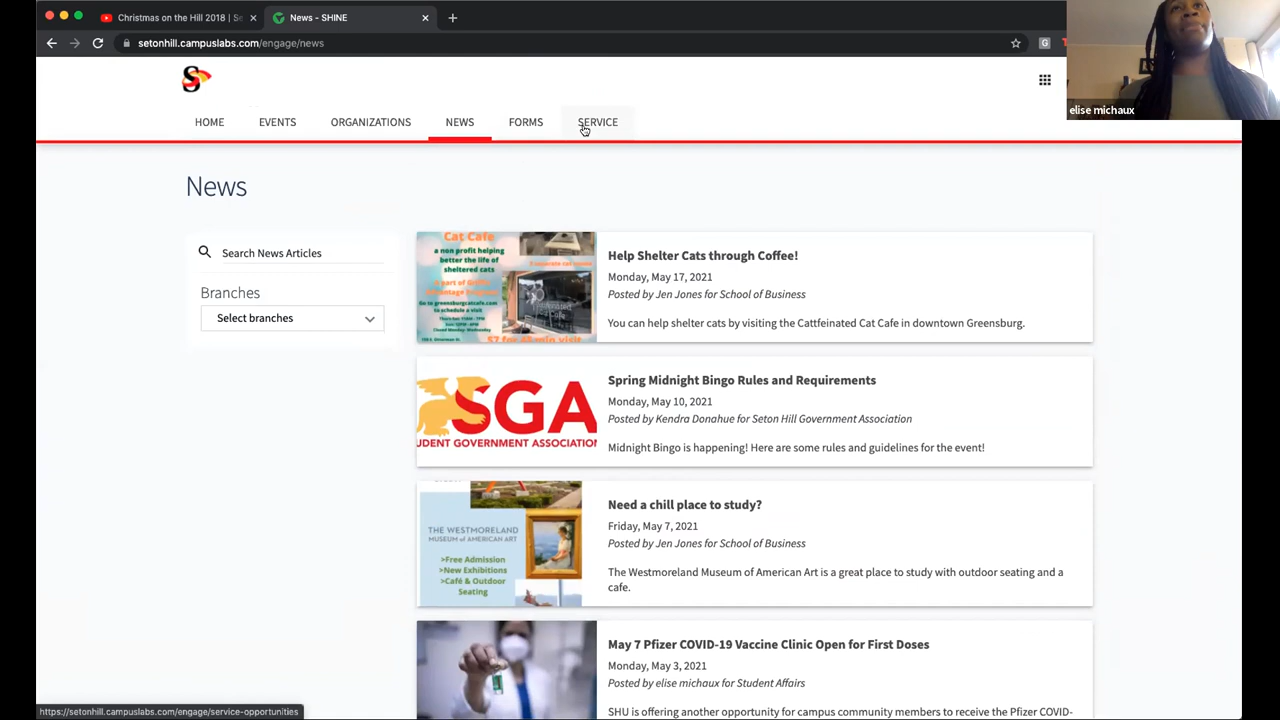 Christmas on the Hill 2018 | Se
News - SHINE
setonhill.campuslabs.com/engage/news
elise michaux
HOME EVENTS ORGANIZATIONS NEWS FORMS SERVICE
News
Search News Articles
Branches
Select branches
Cat Cafe
a non profit helping
better the life of
sheltered cats
Help Shelter Cats through Coffee!
Monday, May 17, 2021
Posted by Jen Jones for School of Business
You can help shelter cats by visiting the Cattfeinated Cat Cafe in downtown Greensburg.
SGA
UDENT GOVERNMENT ASSOCIATION
Spring Midnight Bingo Rules and Requirements
Monday, May 10, 2021
Posted by Kendra Donahue for Seton Hill Government Association
Midnight Bingo is happening! Here are some rules and guidelines for the event!
THE WESTMORELAND
MUSEUM of AMERICAN ART
>Free Admission
>New Exhibitions
>Café & Outdoor
Seating
Need a chill place to study?
Friday, May 7, 2021
Posted by Jen Jones for School of Business
The Westmoreland Museum of American Art is a great place to study with outdoor seating and a
cafe.
May 7 Pfizer COVID-19 Vaccine Clinic Open for First Doses
Monday, May 3, 2021
Posted by elise michaux for Student Affairs
SHU is offering another opportunity for campus community members to receive the Pfizer COVID-
https://setonhill.campuslabs.com/engage/service-opportunities